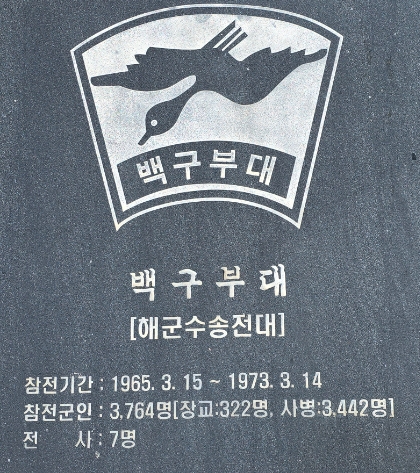 백구부대
백구부대
[해군수송전대]
참전기간 : 1965. 3. 15 ~ 1973. 3. 14
참전군인 : 3,764명[장교:322명, 사병:3,442명]
전 사 : 7명